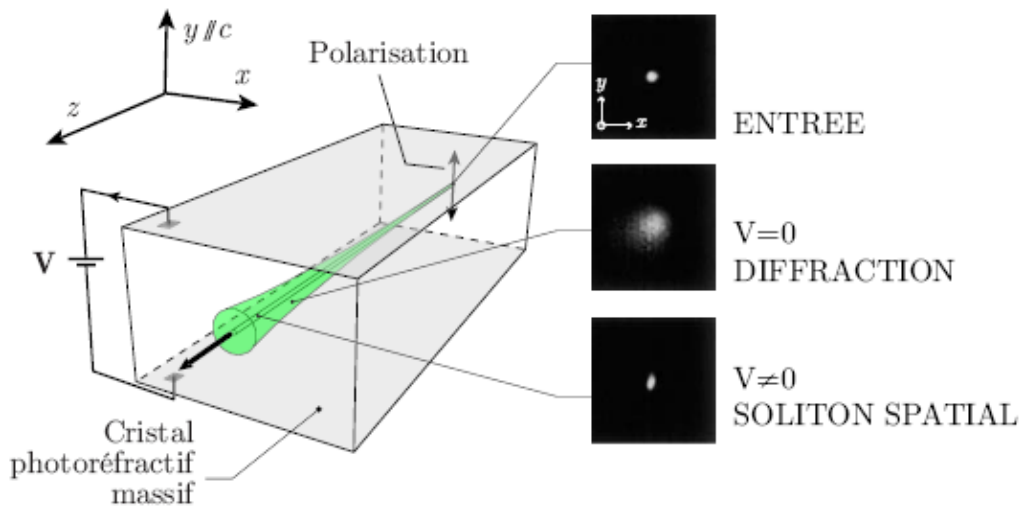 y // c
x
z
Polarisation
V
Cristal
photoréfractif
massif
y
x
ENTREE
V=0
DIFFRACTION
V≠0
SOLITON SPATIAL